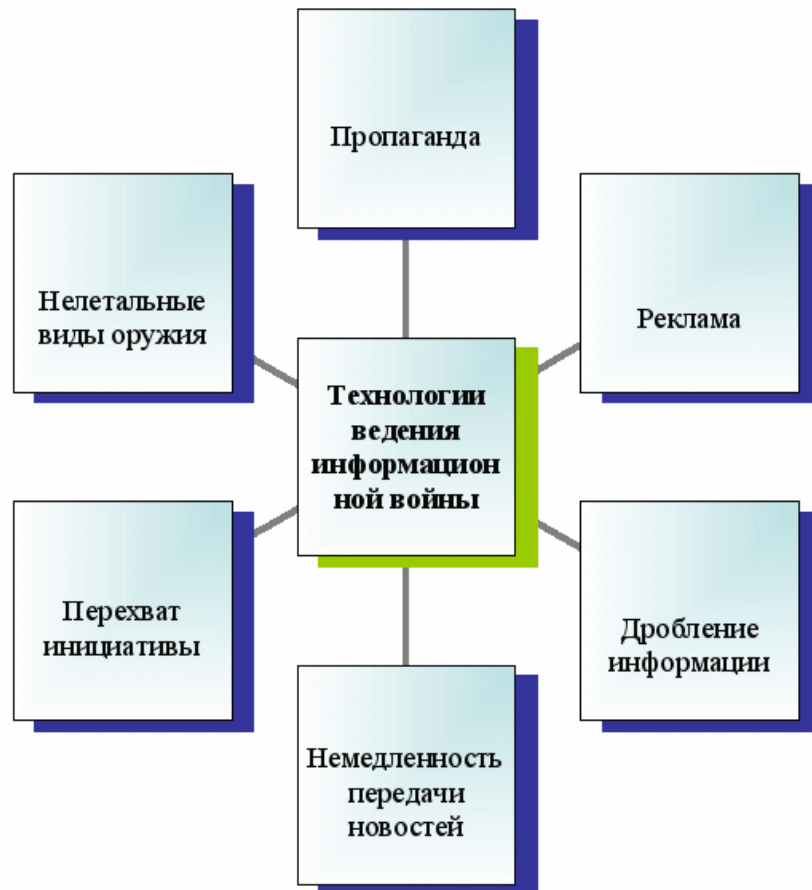 Пропаганда
Нелетальные
виды оружия
Реклама
Технологии
ведения
информацион
ной войны
Перехват
инициативы
Дробление
информации
Немедленность
передачи
новостей